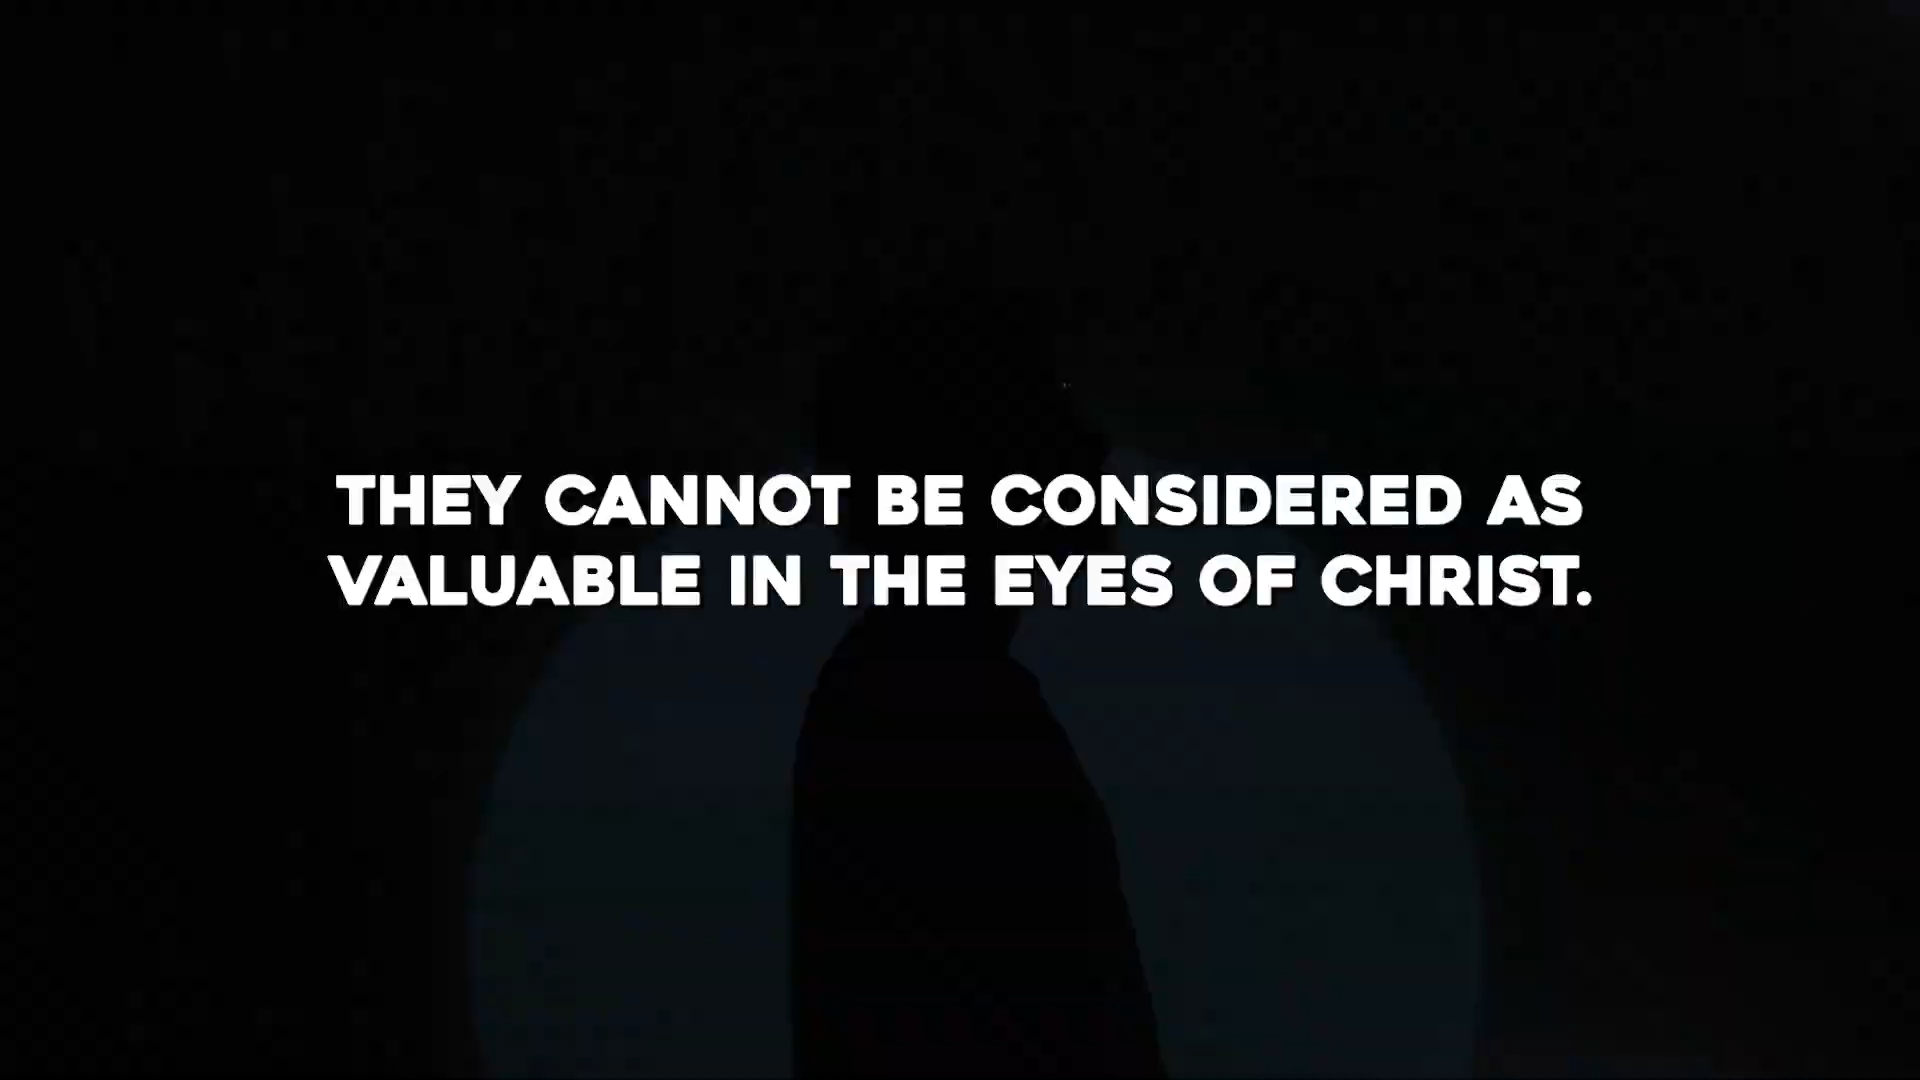 THEY CANNOT BE CONSIDERED AS
VALUABLE IN THE EYES OF CHRIST.